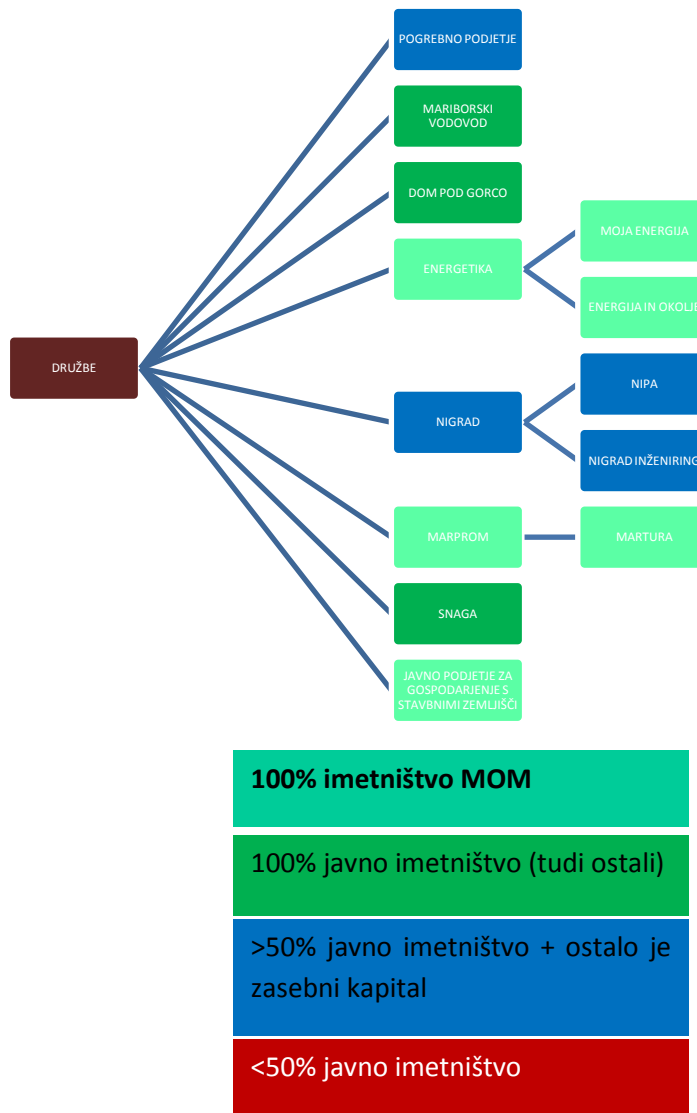 POGREBNO PODJETJE
MARIBORSKI
VODOVOD
DOM POD GORCO
MOJA ENERGIJA
ENERGETIKA
ENERGIJA IN OKOLJE
DRUŽBE
NIPA
NIGRAD
NIGRAD INŽENIRING
MARPROM
MARTURA
SNAGA
JAVNO PODJETJE ZA
GOSPODARJENJE S
STAVBNIMI ZEMLJIŠČI
100% imetništvo MOM
100% javno imetništvo (tudi ostali)
>50% javno imetništvo + ostalo je
zasebni kapital
<50% javno imetništvo